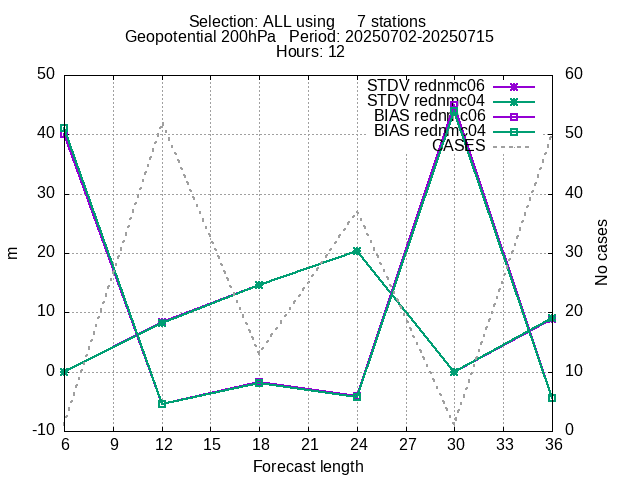 Selection: ALL using 7 stations
Geopotential 200hPa Period: 20250702-20250715
Hours: 12
STDV rednmc06
STDV rednmc04
BIAS rednmc06
BIAS rednmc04
CASES
50
40
30
20
10
0
-10
m
60
50
40
30
20
10
0
No cases
6 9 12 15 18 21 24 27 30 33 36
Forecast length